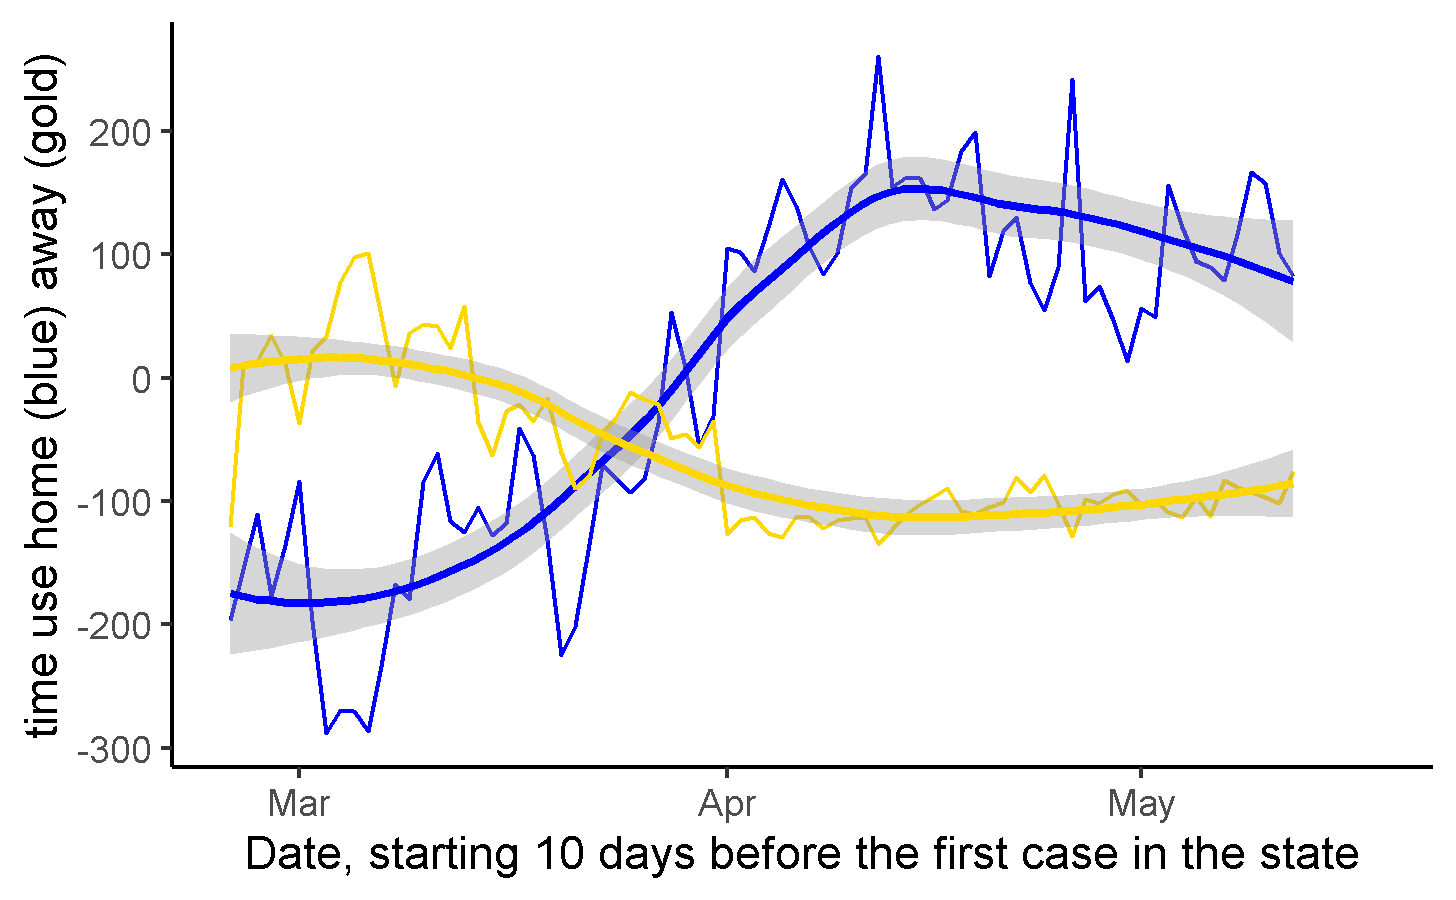 time use home (blue) away (gold)
200
100
0
-100
-200
-300
Mar Apr May
Date, starting 10 days before the first case in the state